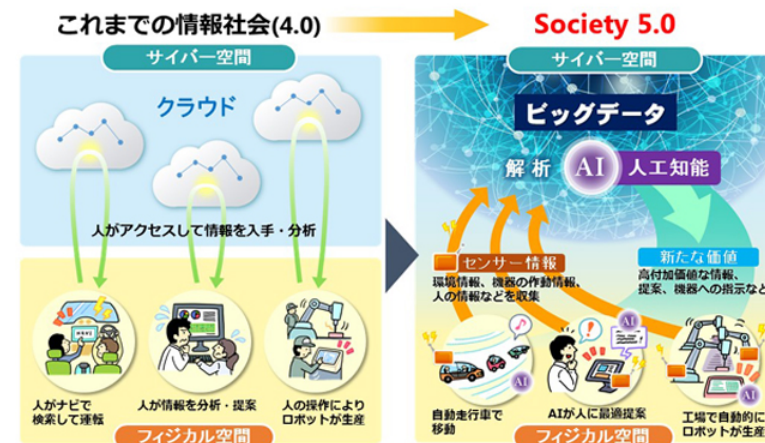 これまでの情報社会(4.0)
サイバー空間
クラウド
人がアクセスして情報を入手・分析
人がナビで
検索して運転
人が情報を分析・提案
人の操作により
ロボットが生産
フィジカル空間
Society 5.0
サイバー空間
ビッグデータ
解析 AI 人工知能
センサー情報
環境情報、機器の作動情報、
人の情報などを収集
新たな価値
高付加価値な情報、
提案、機器への指示など
AI
自動走行車で
移動
AI
AIが人に最適提案
AI
工場で自動的に
ロボットが生産
フィジカル空間